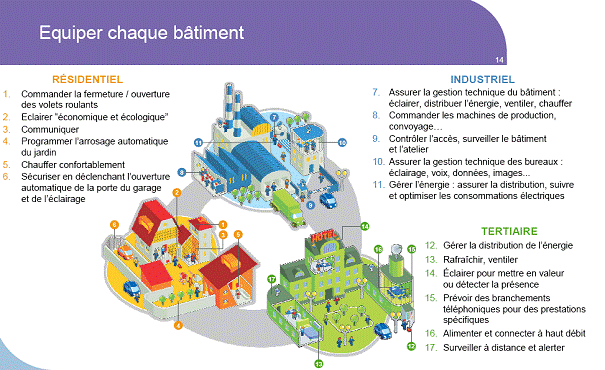 Equiper chaque bâtiment
14
RÉSIDENTIEL
1. Commander la fermeture / ouverture
des volets roulants
2. Eclairer "économique et écologique"
3. Communiquer
4. Programmer l'arrosage automatique
du jardin
5. Chauffer confortablement
6. Sécuriser en déclenchant l'ouverture
automatique de la porte du garage
et de l'éclairage
INDUSTRIEL
7. Assurer la gestion technique du bâtiment :
éclairer, distribuer l'énergie, ventiler, chauffer
8. Commander les machines de production,
convoyage…
9. Contrôler l'accès, surveiller le bâtiment
et l'atelier
10. Assurer la gestion technique des bureaux :
éclairage, voix, données, images...
11. Gérer l'énergie : assurer la distribution, suivre
et optimiser les consommations électriques
TERTIAIRE
12. Gérer la distribution de l'énergie
13. Rafraîchir, ventiler
14. Éclairer pour mettre en valeur
ou détecter la présence
15. Prévoir des branchements
téléphoniques pour des prestations
spécifiques
16. Alimenter et connecter à haut débit
17. Surveiller à distance et alerter
7
11
10
8
9
2
6
5
4
HOTEL
14
16
17
12
13